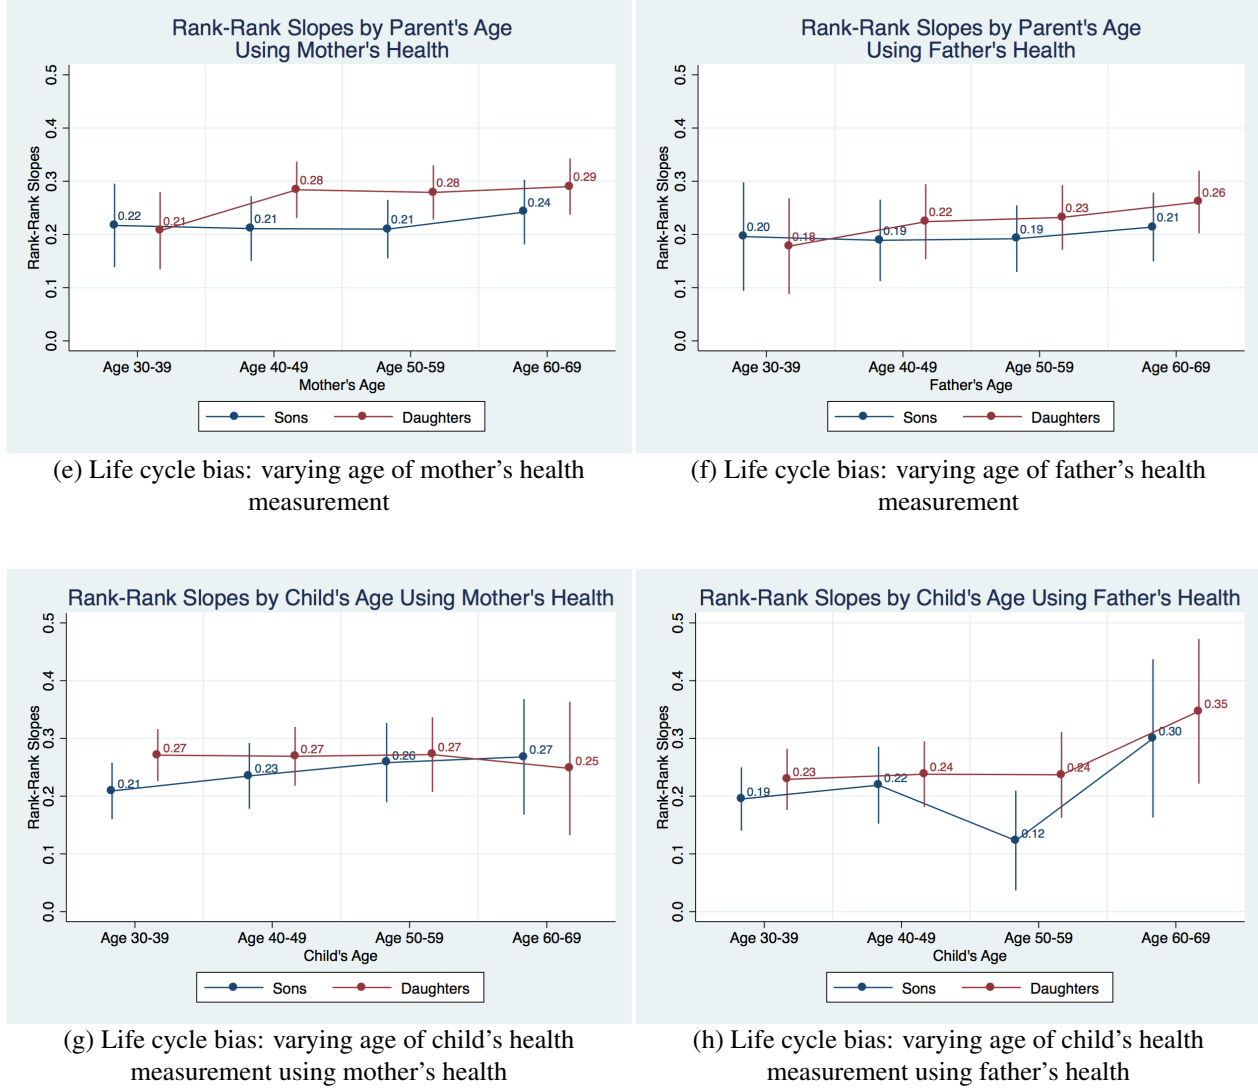 Rank-Rank Slopes by Parent's Age
Using Mother's Health
Rank-Rank Slopes
0.5
0.4
0.3
0.2
0.1
0.0
0.22
0.21
0.21
0.24
0.21
0.28
0.28
0.29
Age 30-39 Age 40-49 Age 50-59 Age 60-69
Mother's Age
Sons Daughters
(e) Life cycle bias: varying age of mother's health
measurement
Rank-Rank Slopes by Parent's Age
Using Father's Health
Rank-Rank Slopes
0.5
0.4
0.3
0.2
0.1
0.0
0.20
0.19
0.19
0.21
0.18
0.22
0.23
0.26
Age 30-39 Age 40-49 Age 50-59 Age 60-69
Father's Age
Sons Daughters
(f) Life cycle bias: varying age of father's health
measurement
Rank-Rank Slopes by Child's Age Using Mother's Health
Rank-Rank Slopes
0.5
0.4
0.3
0.2
0.1
0.0
0.21
0.23
0.26
0.27
0.27
0.27
0.27
0.25
Age 30-39 Age 40-49 Age 50-59 Age 60-69
Child's Age
Sons Daughters
(g) Life cycle bias: varying age of child's health
measurement using mother's health
Rank-Rank Slopes by Child's Age Using Father's Health
Rank-Rank Slopes
0.5
0.4
0.3
0.2
0.1
0.0
0.19
0.22
0.12
0.30
0.23
0.24
0.24
0.35
Age 30-39 Age 40-49 Age 50-59 Age 60-69
Child's Age
Sons Daughters
(h) Life cycle bias: varying age of child's health
measurement using father's health